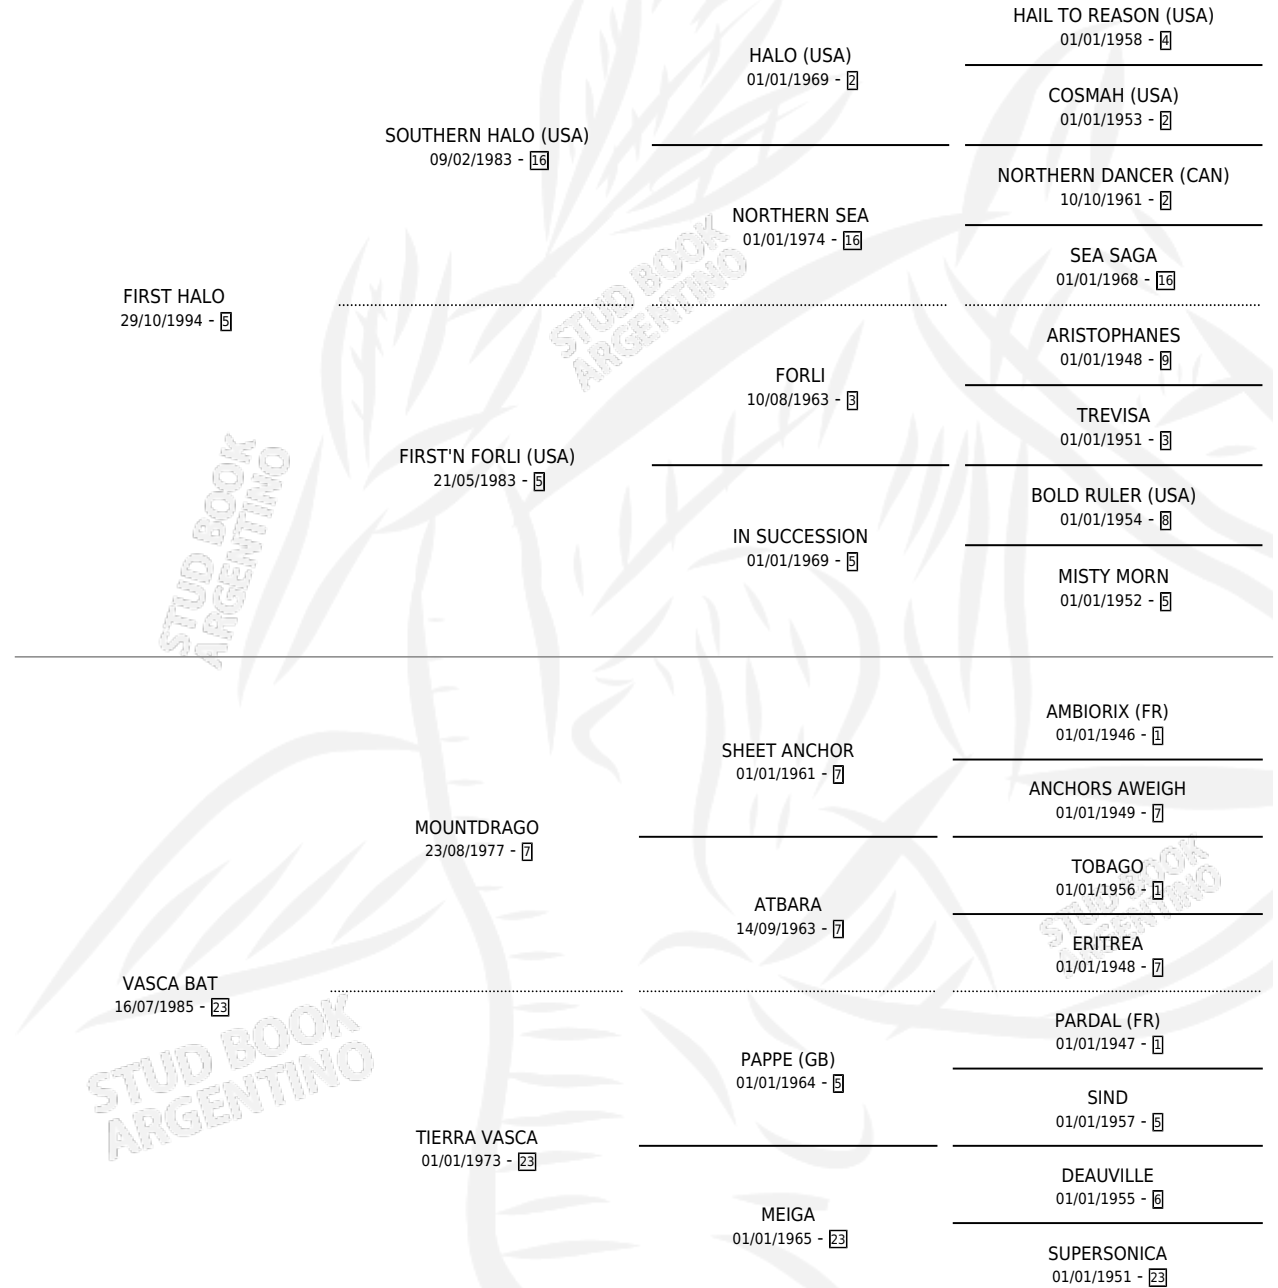 HAIL TO REASON (USA)
01/01/1958 - 4
HALO (USA)
01/01/1969 - 2
COSMAH (USA)
01/01/1953 - 2
SOUTHERN HALO (USA)
09/02/1983 - 16
NORTHERN DANCER (CAN)
10/10/1961 - 2
NORTHERN SEA
01/01/1974 - 16
SEA SAGA
01/01/1968 - 16
FIRST HALO
29/10/1994 - 5
STUD BOOK
ARGENTINO
ARISTOPHANES
01/01/1948 - 9
FORLI
10/08/1963 - 3
TREVISA
01/01/1951 - 3
FIRST'N FORLI (USA)
21/05/1983 - 5
BOLD RULER (USA)
01/01/1954 - 8
IN SUCCESSION
01/01/1969 - 5
MISTY MORN
01/01/1952 - 5
STUD BOOK
ARGENTINO
AMBIORIX (FR)
01/01/1946 - 1
SHEET ANCHOR
01/01/1961 - 7
ANCHORS AWEIGH
01/01/1949 - 7
MOUNTDRAGO
23/08/1977 - 7
TOBAGO
01/01/1956 - 1
ATBARA
14/09/1963 - 7
ERITREA
01/01/1948 - 7
STUD BOOK
ARGENTINO
VASCA BAT
16/07/1985 - 23
PARDAL (FR)
01/01/1947 - 1
PAPPE (GB)
01/01/1964 - 5
SIND
01/01/1957 - 5
STUD BOOK
ARGENTINO
TIERRA VASCA
01/01/1973 - 23
DEAUVILLE
01/01/1955 - 6
MEIGA
01/01/1965 - 23
SUPERSONICA
01/01/1951 - 23